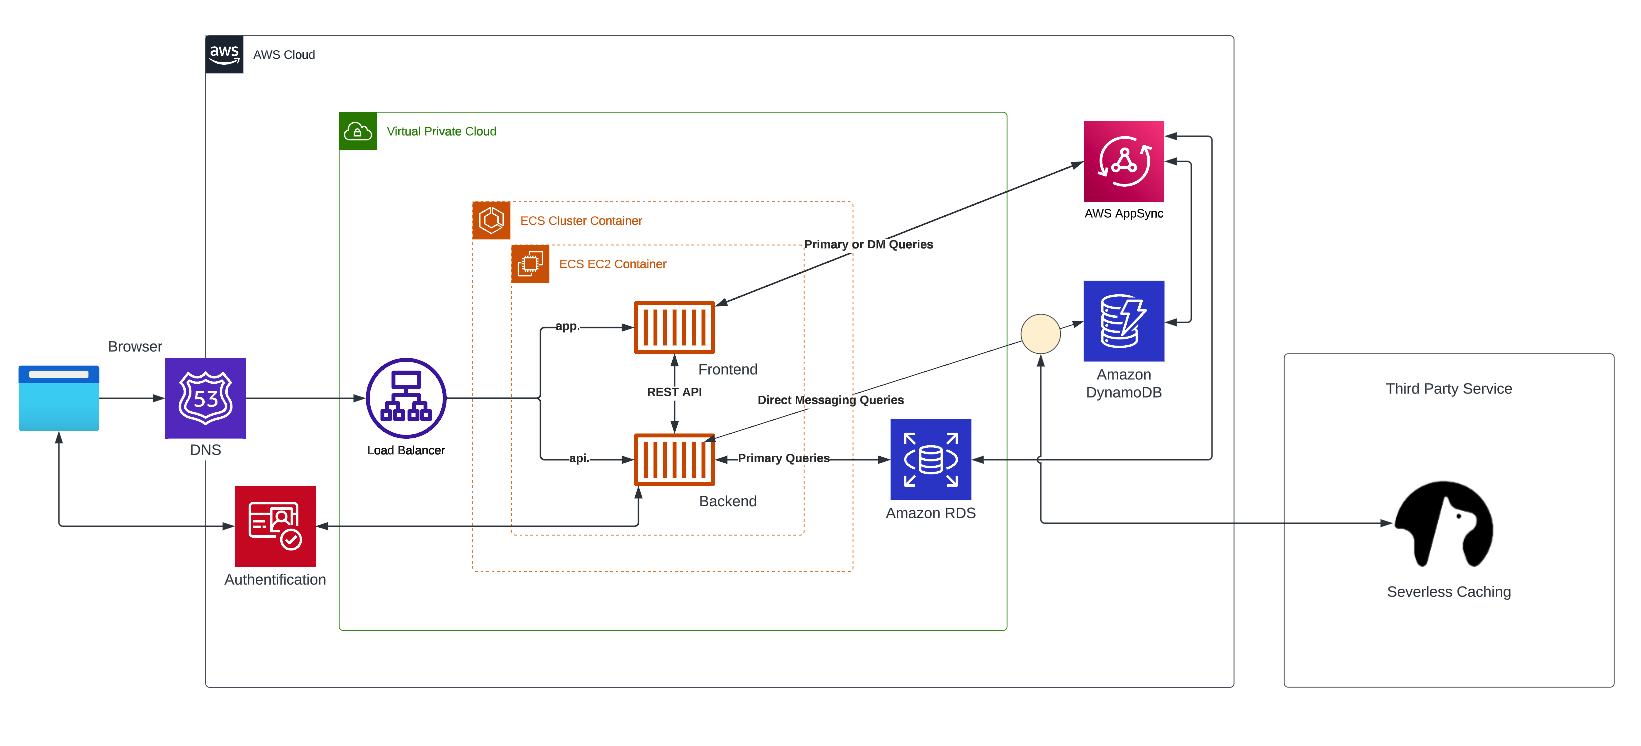 aws
AWS Cloud
Virtual Private Cloud
AWS AppSync
ECS Cluster Container
Primary or DM Queries
ECS EC2 Container
app.
Browser
Frontend
Amazon
DynamoDB
Third Party Service
REST API
53
Direct Messaging Queries
DNS
Load Balancer
api.
Primary Queries
Backend
Amazon RDS
Authentification
Severless Caching